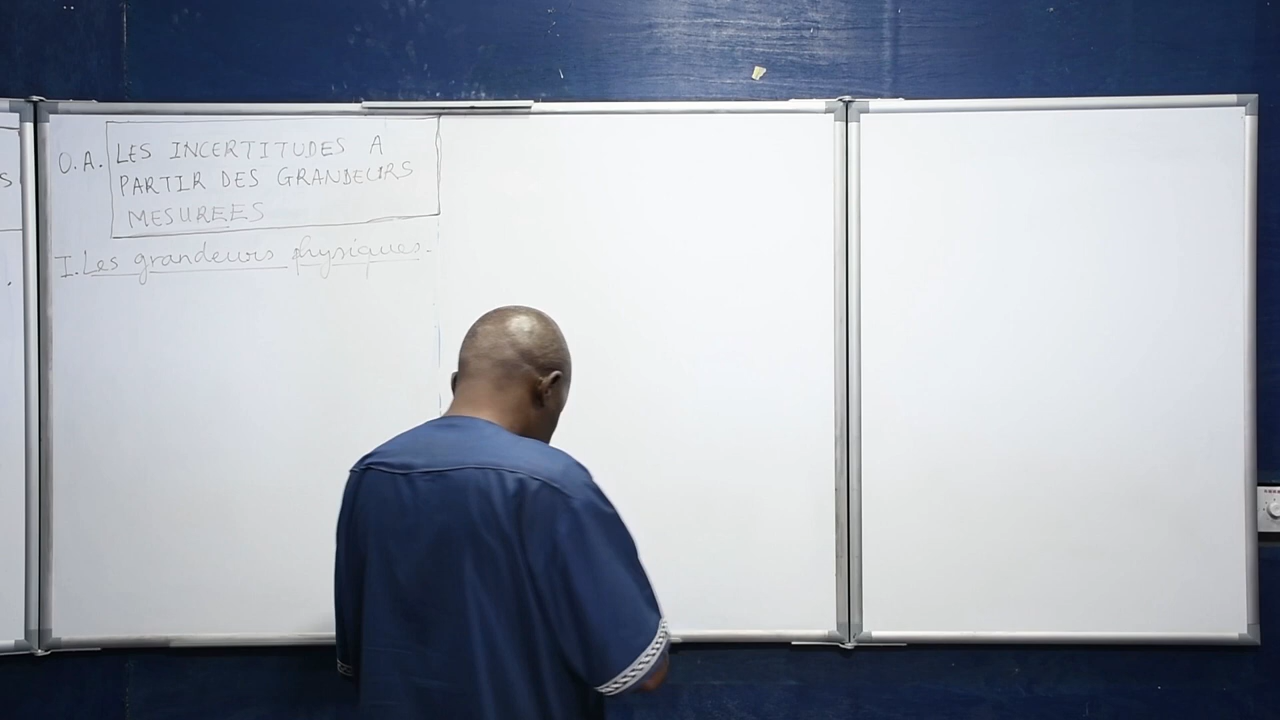 S
O.A. LES INCERTITUDES A
PARTIR DES GRANDEURS
MESUREES
I. Les grandeurs physiques.